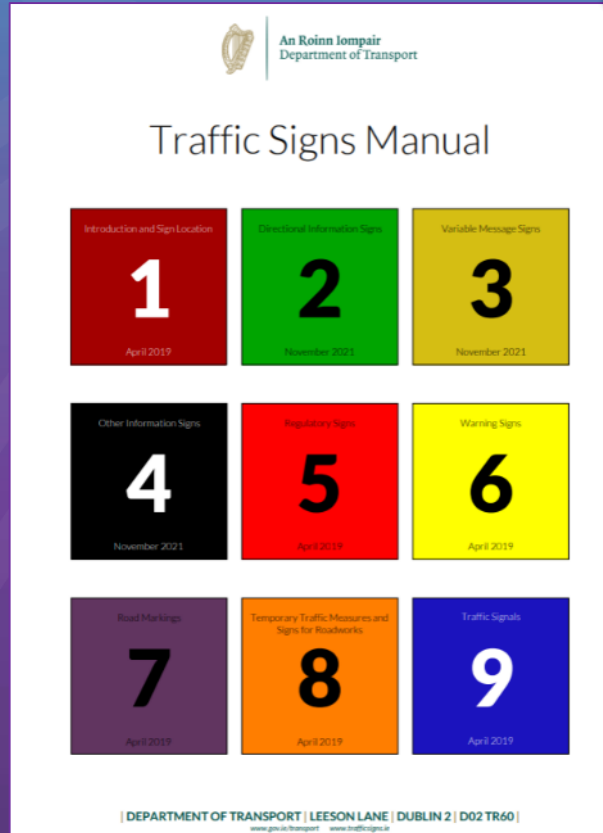 An Roinn Iompair
Department of Transport
Traffic Signs Manual
Introduction and Sign Location
1
April 2019
Directional Information Signs
2
November 2021
Variable Message Signs
3
November 2021
Other Information Signs
4
November 2021
Regulatory Signs
5
April 2019
Warning Signs
6
April 2019
Road Markings
7
April 2019
Temporary Traffic Measures and
Signs for Roadworks
8
April 2019
Traffic Signals
9
April 2019
| DEPARTMENT OF TRANSPORT | LEESON LANE | DUBLIN 2 | D02 TR60 |
www.gov.ie/transport www.trafficsigns.ie